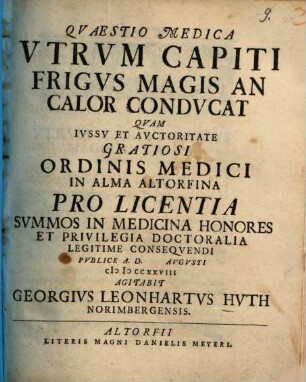 9.
QVAESTIO MEDICA
VTRVM CAPITI
FRIGVS MAGIS AN
CALOR CONDVCAT
QVAM
IVSSV ET AVCTORITATE
GRATIOSI
ORDINIS MEDICI
IN ALMA ALTORFINA
PRO LICENTIA
SVMMOS IN MEDICINA HONORES
ET PRIVILEGIA DOCTORALIA
LEGITIME CONSEQVENDI
PVBLICE A. D. AVGVSTI
cIↃ IↃ CCXXVIII
AGITABIT
GEORGIVS LEONHARTVS HVTH
NORIMBERGENSIS.
ALTORFII
LITERIS MAGNI DANIELIS MEYERI.